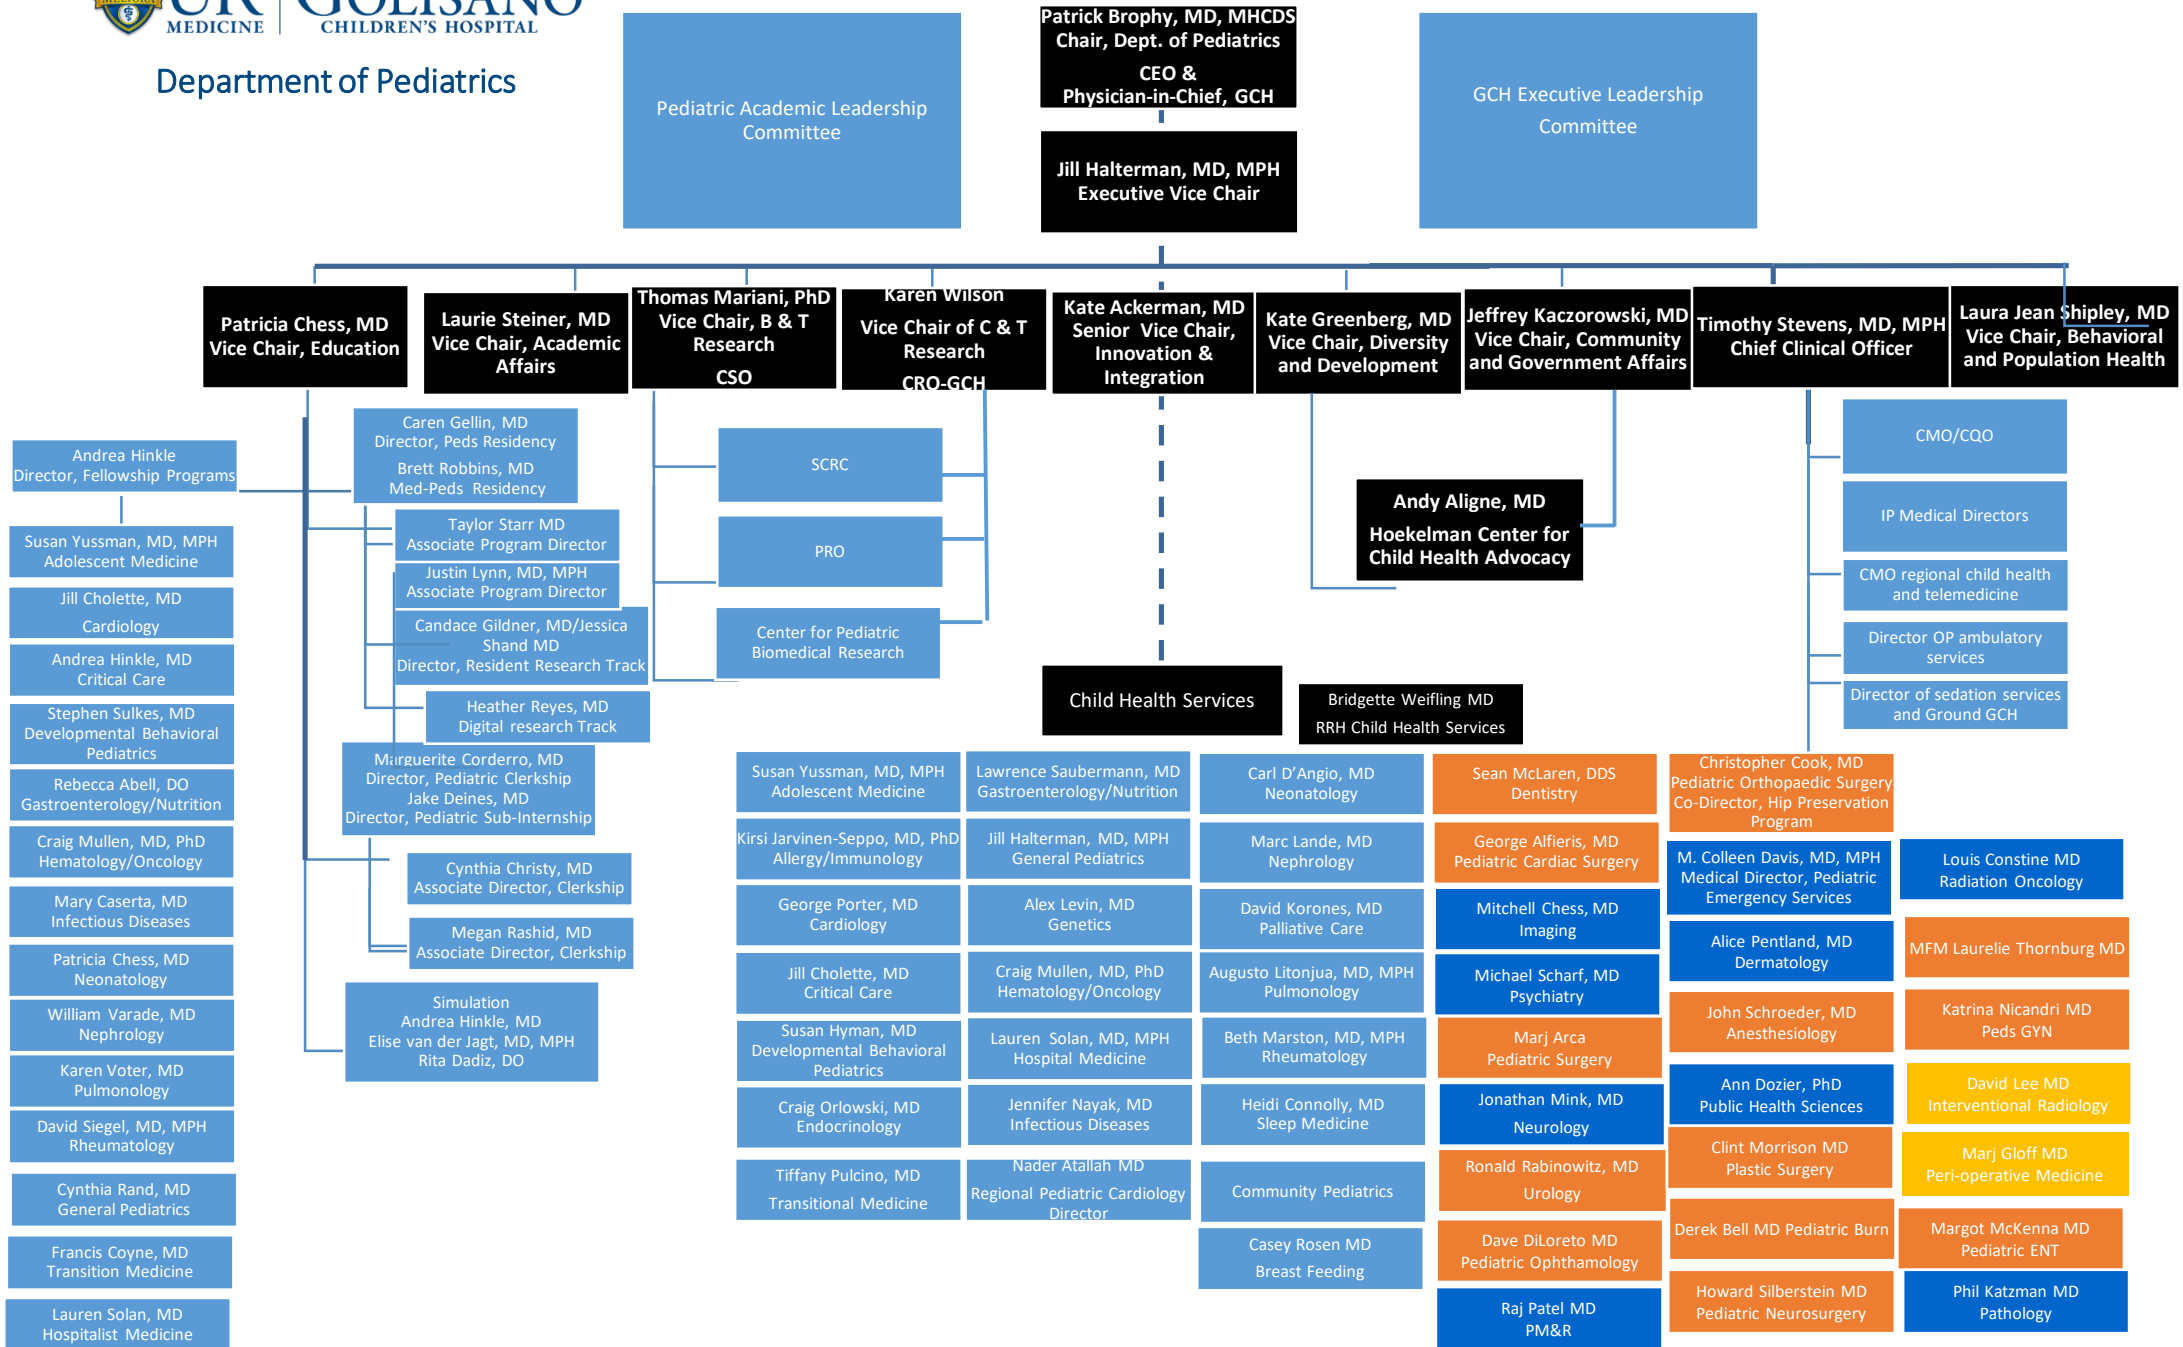 MELIORA
UR
MEDICINE
GOLISANO
CHILDREN'S HOSPITAL
Department of Pediatrics
Pediatric Academic Leadership
Committee
Patrick Brophy, MD, MHCDS
Chair, Dept. of Pediatrics
CEO &
Physician-in-Chief, GCH
GCH Executive Leadership
Committee
Jill Halterman, MD, MPH
Executive Vice Chair
Patricia Chess, MD
Vice Chair, Education
Laurie Steiner, MD
Vice Chair, Academic
Affairs
Thomas Mariani, PhD
Vice Chair, B & T
Research
CSO
Karen Wilson
Vice Chair of C & T
Research
CRO-GCH
Kate Ackerman, MD
Senior Vice Chair,
Innovation &
Integration
Kate Greenberg, MD
Vice Chair, Diversity
and Development
Jeffrey Kaczorowski, MD
Vice Chair, Community
and Government Affairs
Timothy Stevens, MD, MPH
Chief Clinical Officer
Laura Jean Shipley, MD
Vice Chair, Behavioral
and Population Health
Andrea Hinkle
Director, Fellowship Programs
Susan Yussman, MD, MPH
Adolescent Medicine
Jill Cholette, MD
Cardiology
Andrea Hinkle, MD
Critical Care
Stephen Sulkes, MD
Developmental Behavioral
Pediatrics
Rebecca Abell, DO
Gastroenterology/Nutrition
Craig Mullen, MD, PhD
Hematology/Oncology
Mary Caserta, MD
Infectious Diseases
Patricia Chess, MD
Neonatology
William Varade, MD
Nephrology
Karen Voter, MD
Pulmonology
David Siegel, MD, MPH
Rheumatology
Cynthia Rand, MD
General Pediatrics
Francis Coyne, MD
Transition Medicine
Lauren Solan, MD
Hospitalist Medicine
Caren Gellin, MD
Director, Peds Residency
Brett Robbins, MD
Med-Peds Residency
Taylor Starr MD
Associate Program Director
Justin Lynn, MD, MPH
Associate Program Director
Candace Gildner, MD/Jessica
Shand MD
Director, Resident Research Track
Heather Reyes, MD
Digital research Track
Marguerite Corderro, MD
Director, Pediatric Clerkship
Jake Deines, MD
Director, Pediatric Sub-Internship
Cynthia Christy, MD
Associate Director, Clerkship
Megan Rashid, MD
Associate Director, Clerkship
Simulation
Andrea Hinkle, MD
Elise van der Jagt, MD, MPH
Rita Dadiz, DO
SCRC
PRO
Center for Pediatric
Biomedical Research
Andy Aligne, MD
Hoekelman Center for
Child Health Advocacy
CMO/CQO
IP Medical Directors
CMO regional child health
and telemedicine
Director OP ambulatory
services
Director of sedation services
and Ground GCH
Child Health Services
Bridgette Weifling MD
RRH Child Health Services
Susan Yussman, MD, MPH
Adolescent Medicine
Kirsi Jarvinen-Seppo, MD, PhD
Allergy/Immunology
George Porter, MD
Cardiology
Jill Cholette, MD
Critical Care
Susan Hyman, MD
Developmental Behavioral
Pediatrics
Craig Orlowski, MD
Endocrinology
Tiffany Pulcino, MD
Transitional Medicine
Lawrence Saubermann, MD
Gastroenterology/Nutrition
Jill Halterman, MD, MPH
General Pediatrics
Alex Levin, MD
Genetics
Craig Mullen, MD, PhD
Hematology/Oncology
Lauren Solan, MD, MPH
Hospital Medicine
Jennifer Nayak, MD
Infectious Diseases
Nader Atallah MD
Regional Pediatric Cardiology
Director
Carl D'Angio, MD
Neonatology
Marc Lande, MD
Nephrology
David Korones, MD
Palliative Care
Augusto Litonjua, MD, MPH
Pulmonology
Beth Marston, MD, MPH
Rheumatology
Heidi Connolly, MD
Sleep Medicine
Community Pediatrics
Casey Rosen MD
Breast Feeding
Sean McLaren, DDS
Dentistry
George Alfieris, MD
Pediatric Cardiac Surgery
Mitchell Chess, MD
Imaging
Michael Scharf, MD
Psychiatry
Marj Arca
Pediatric Surgery
Jonathan Mink, MD
Neurology
Ronald Rabinowitz, MD
Urology
Dave DiLoreto MD
Pediatric Ophthamology
Raj Patel MD
PM&R
Christopher Cook, MD
Pediatric Orthopaedic Surgery
Co-Director, Hip Preservation
Program
M. Colleen Davis, MD, MPH
Medical Director, Pediatric
Emergency Services
Alice Pentland, MD
Dermatology
John Schroeder, MD
Anesthesiology
Ann Dozier, PhD
Public Health Sciences
Clint Morrison MD
Plastic Surgery
Derek Bell MD Pediatric Burn
Howard Silberstein MD
Pediatric Neurosurgery
Louis Constine MD
Radiation Oncology
MFM Laurelie Thornburg MD
Katrina Nicandri MD
Peds GYN
David Lee MD
Interventional Radiology
Marj Gloff MD
Peri-operative Medicine
Margot McKenna MD
Pediatric ENT
Phil Katzman MD
Pathology